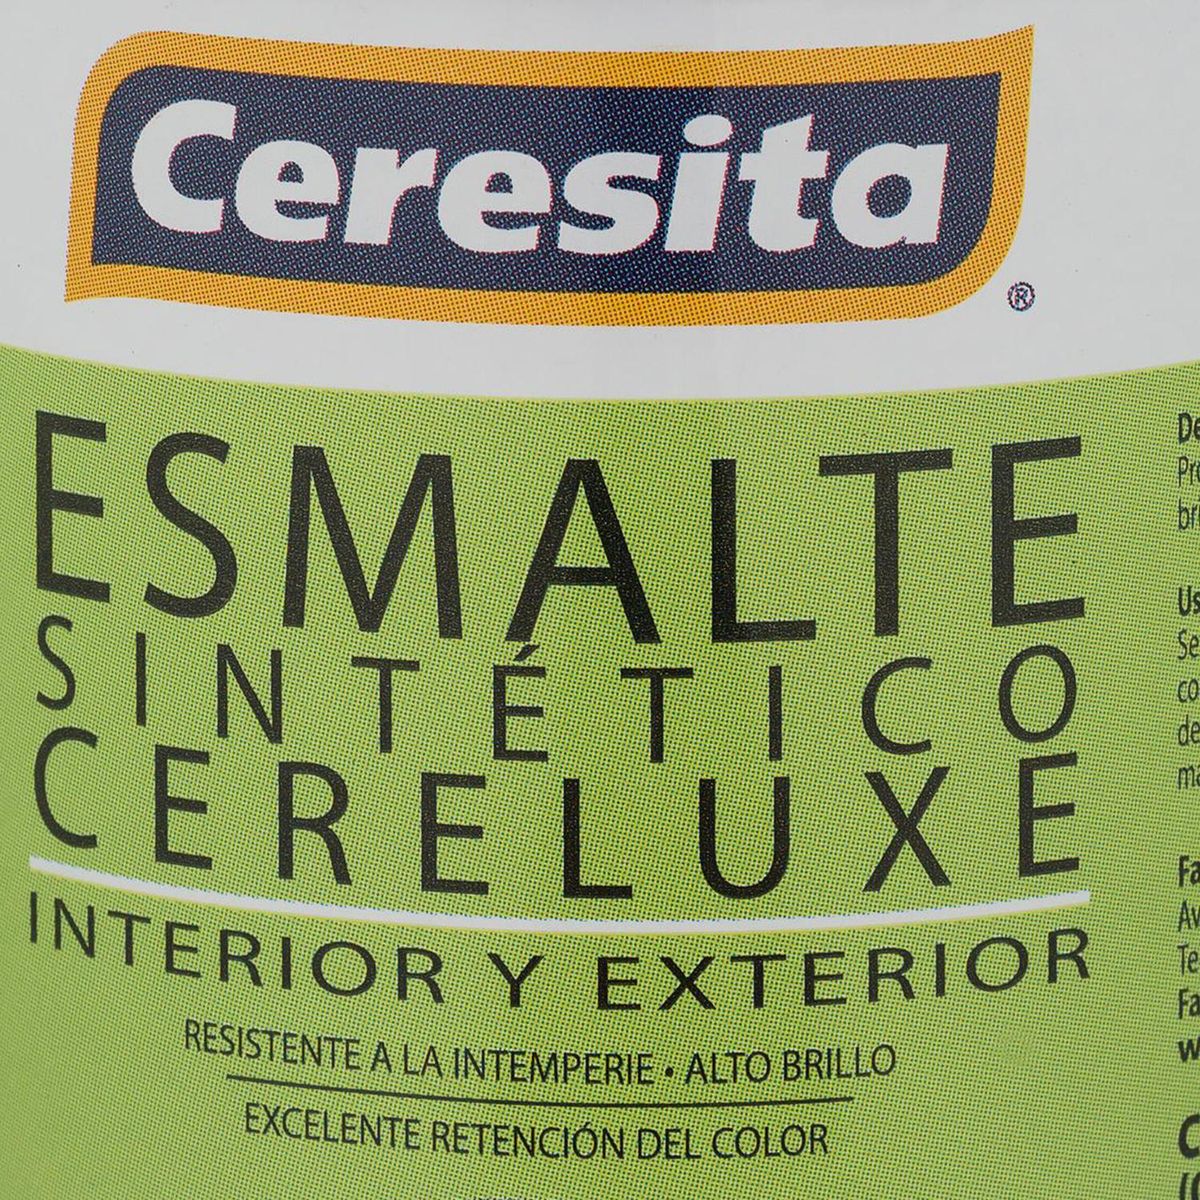 Ceresita
®
ESMALTE
SINTÉTICO
CERELUXE
INTERIOR Y EXTERIOR
RESISTENTE A LA INTEMPERIE • ALTO BRILLO
EXCELENTE RETENCIÓN DEL COLOR